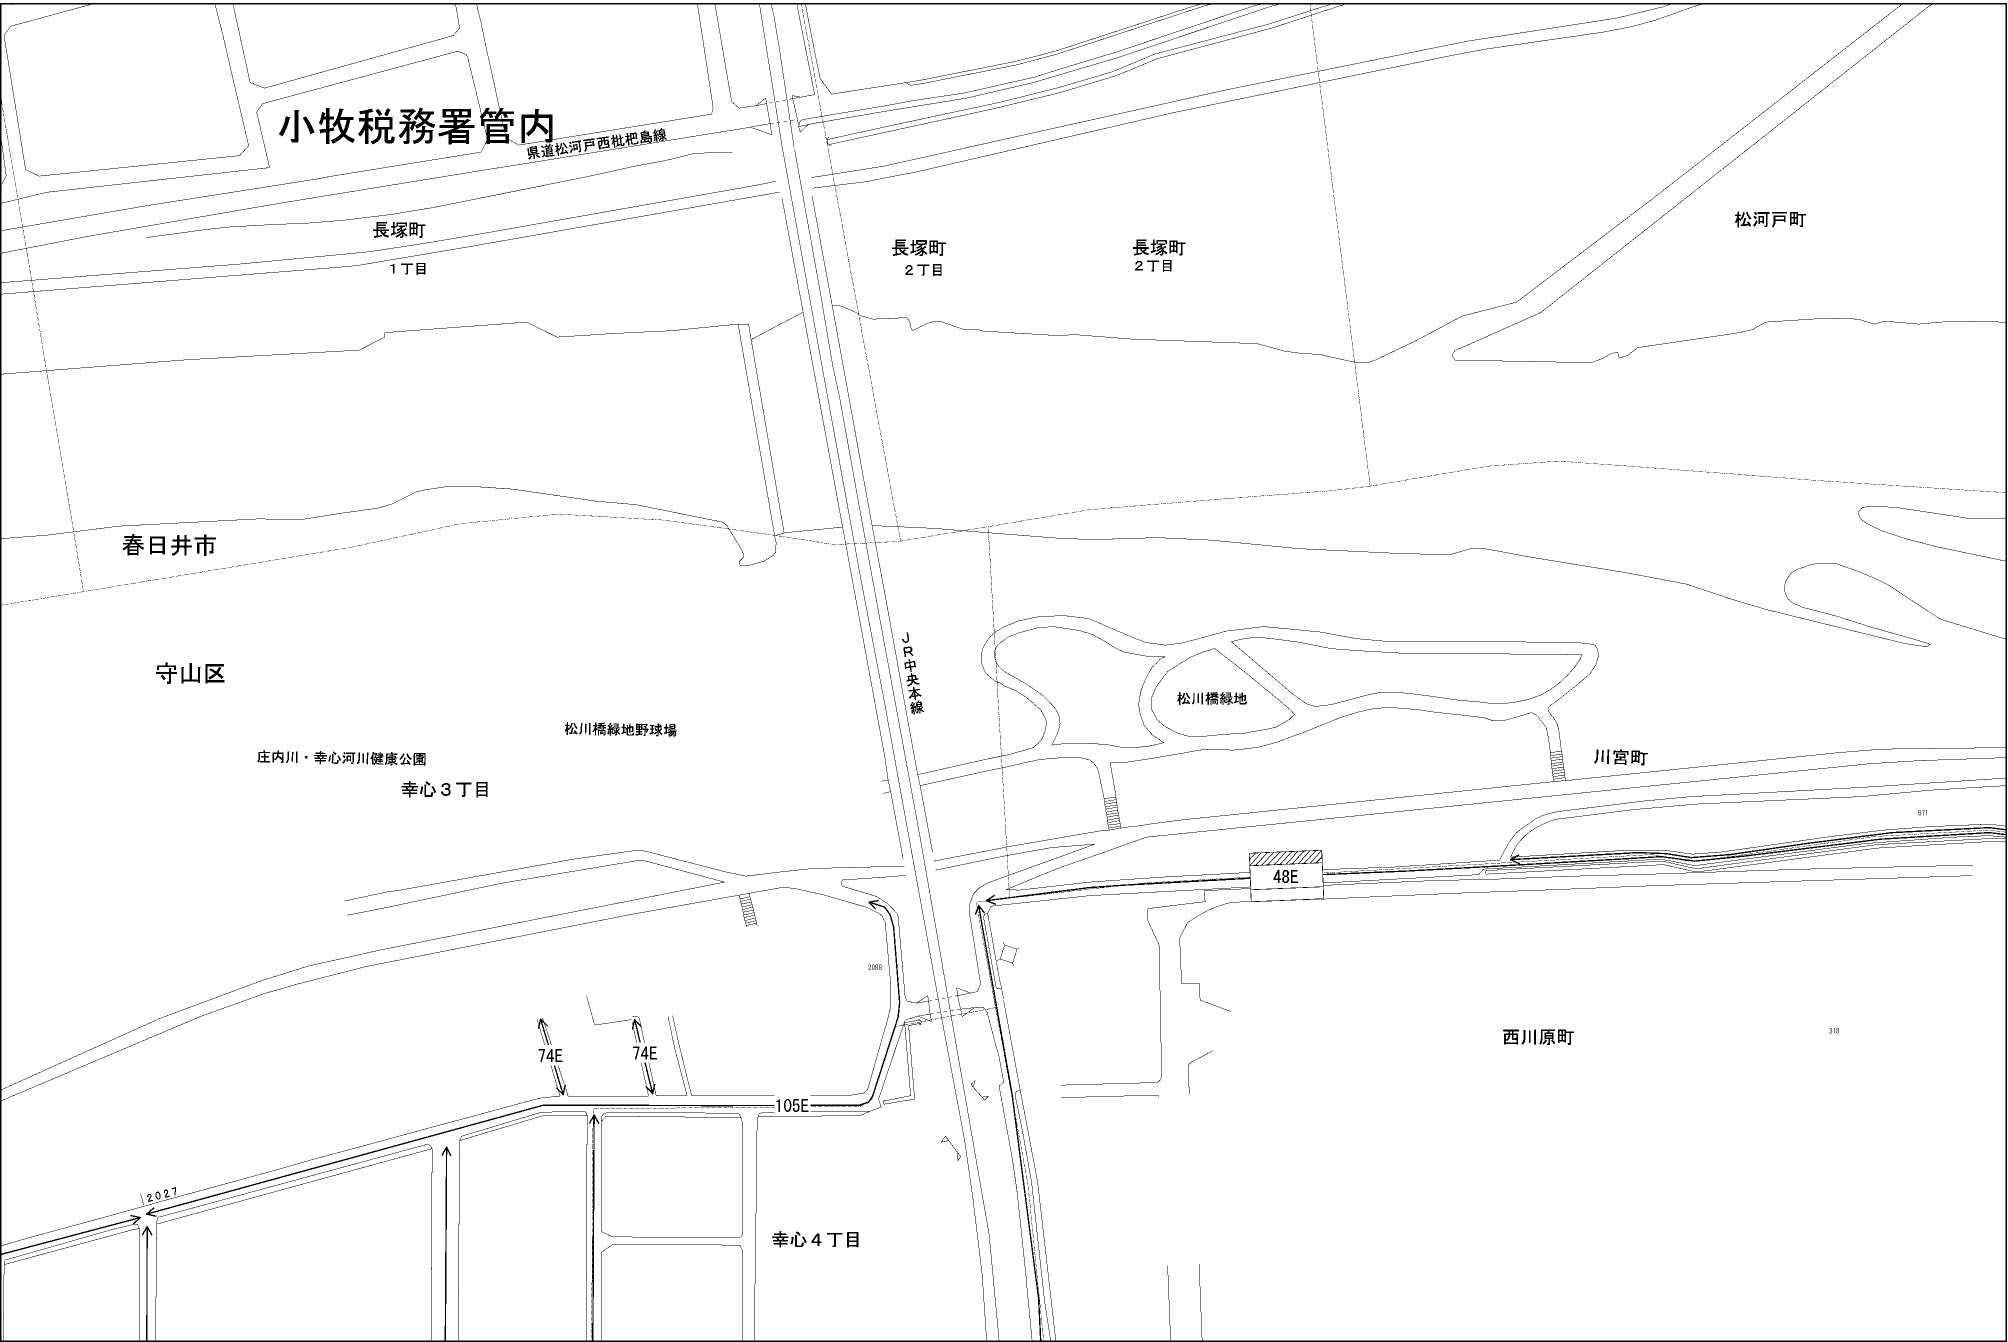 小牧税務署管内
県道松河戸西枇杷島線
長塚町
１丁目
長塚町
２丁目
長塚町
２丁目
松河戸町
春日井市
守山区
ＪＲ中央本線
松川橋緑地
松川橋緑地野球場
庄内川・幸心河川健康公園
幸心３丁目
川宮町
671
48E
2088
74E
74E
西川原町
318
105E
2027
幸心４丁目